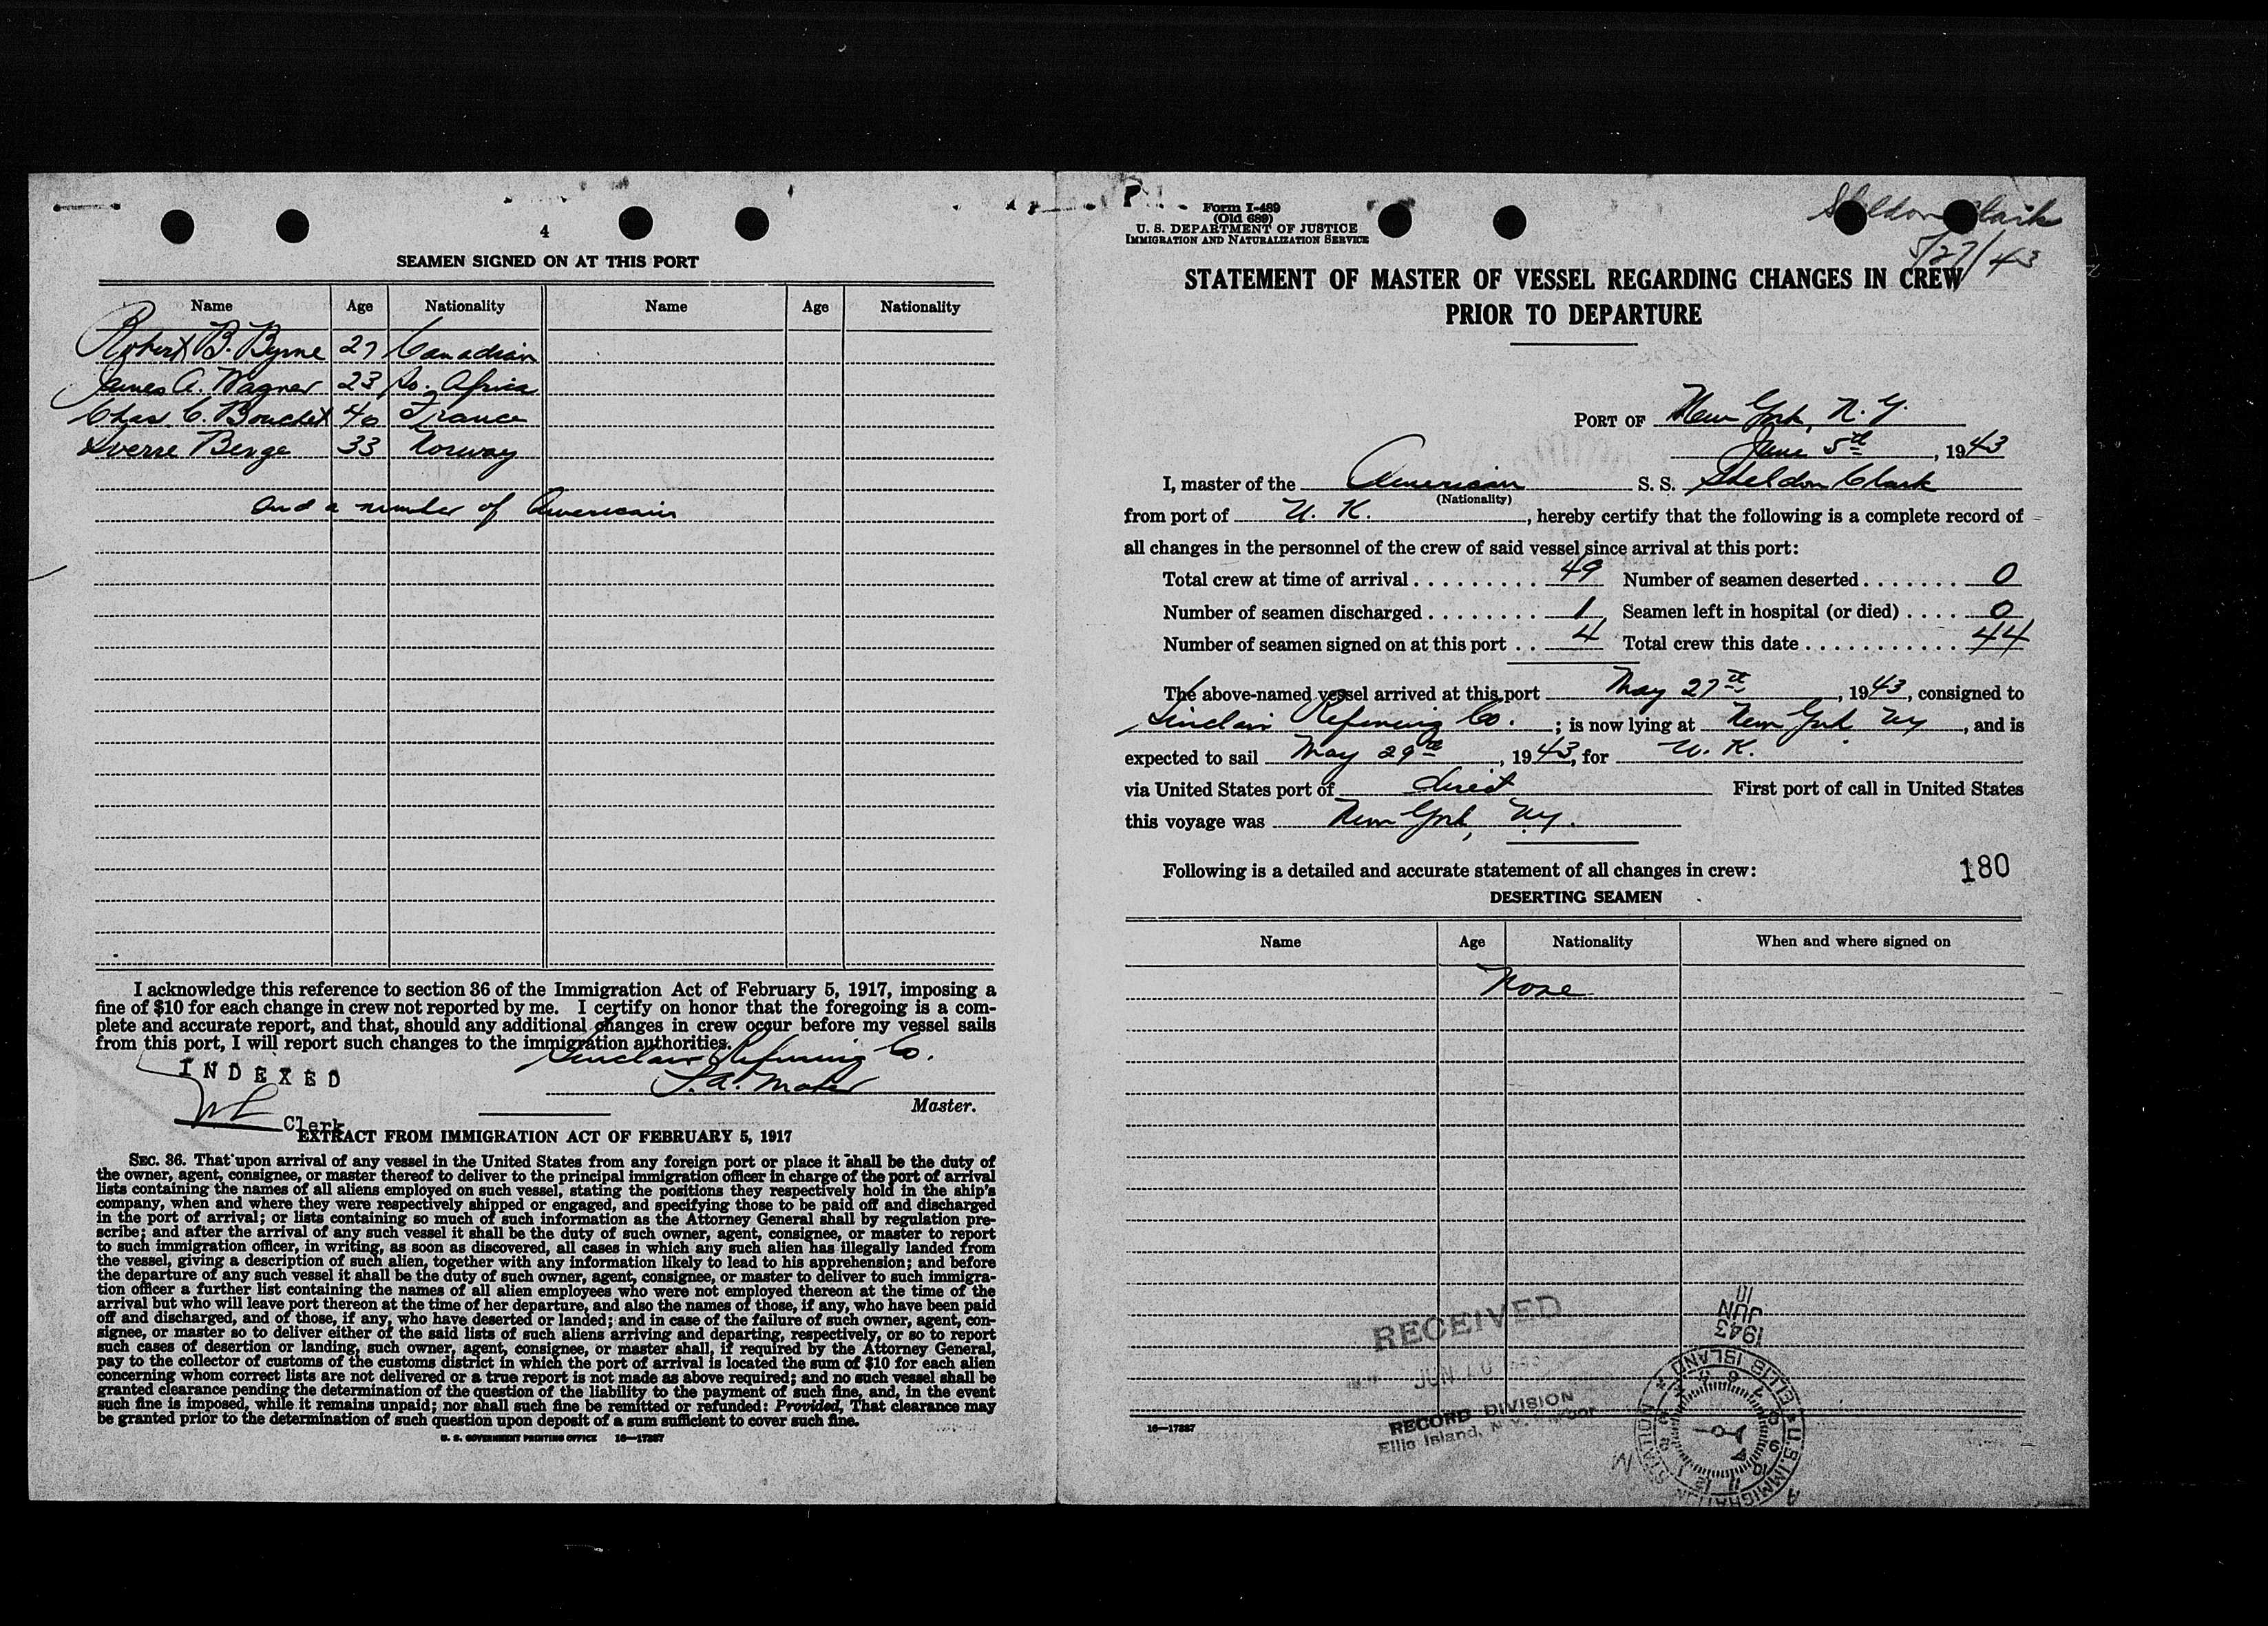 4
SEAMEN SIGNED ON AT THIS PORT
Name Age Nationality Name Age Nationality
Robert B. Byrne 27 Canadian
James A. Wagner 23 So. Africa
Chas C. Bouchet 40 France
Sverre Berge 33 Norway
and a number of Americans
I acknowledge this reference to section 36 of the Immigration Act of February 5, 1917, imposing a
fine of $10 for each change in crew not reported by me. I certify on honor that the foregoing is a com-
plete and accurate report, and that, should any additional changes in crew occur before my vessel sails
from this port, I will report such changes to the immigration authorities.
Sinclair Refining Co.
INDEXED
Master.
Clerk
EXTRACT FROM IMMIGRATION ACT OF FEBRUARY 5, 1917
SEC. 36. That upon arrival of any vessel in the United States from any foreign port or place it shall be the duty of
the owner, agent, consignee, or master thereof to deliver to the principal immigration officer in charge of the port of arrival
lists containing the names of all aliens employed on such vessel, stating the positions they respectively hold in the ship's
company, when and where they were respectively shipped or engaged, and specifying those to be paid off and discharged
in the port of arrival; or lists containing so much of such information as the Attorney General shall by regulation pre-
scribe; and after the arrival of any such vessel it shall be the duty of such owner, agent, consignee, or master to report
to such immigration officer, in writing, as soon as discovered, all cases in which any such alien has illegally landed from
the vessel, giving a description of such alien, together with any information likely to lead to his apprehension; and before
the departure of any such vessel it shall be the duty of such owner, agent, consignee, or master to deliver to such immigra-
tion officer a further list containing the names of all alien employees who were not employed thereon at the time of the
arrival but who will leave port thereon at the time of her departure, and also the names of those, if any, who have been paid
off and discharged, and of those, if any, who have deserted or landed; and in case of the failure of such owner, agent, con-
signee, or master so to deliver either of the said lists of such aliens arriving and departing, respectively, or so to report
such cases of desertion or landing, such owner, agent, consignee, or master shall, if required by the Attorney General,
pay to the collector of customs of the customs district in which the port of arrival is located the sum of $10 for each alien
concerning whom correct lists are not delivered or a true report is not made as above required; and no such vessel shall be
granted clearance pending the determination of the question of the liability to the payment of such fine, and, in the event
such fine is imposed, while it remains unpaid; nor shall such fine be remitted or refunded: Provided, That clearance may
be granted prior to the determination of such question upon deposit of a sum sufficient to cover such fine.
U. S. GOVERNMENT PRINTING OFFICE 16—17887
Form I-489
(Old 689)
U. S. DEPARTMENT OF JUSTICE
IMMIGRATION AND NATURALIZATION SERVICE
Sheldon Clark
5/27/43
STATEMENT OF MASTER OF VESSEL REGARDING CHANGES IN CREW
PRIOR TO DEPARTURE
PORT OF New York, N. Y.
June 5th, 1943
I, master of the American S. S. Sheldon Clark
(Nationality)
from port of U. K., hereby certify that the following is a complete record of
all changes in the personnel of the crew of said vessel since arrival at this port:
Total crew at time of arrival 49 Number of seamen deserted 0
Number of seamen discharged 1 Seamen left in hospital (or died) 0
Number of seamen signed on at this port 4 Total crew this date 44
The above-named vessel arrived at this port May 27th, 1943, consigned to
Sinclair Refining Co.; is now lying at New York NY, and is
expected to sail May 29th, 1943, for U. K.
via United States port of direct First port of call in United States
this voyage was New York, NY.
Following is a detailed and accurate statement of all changes in crew: 180
DESERTING SEAMEN
Name Age Nationality When and where signed on
None
RECEIVED
JUN 10
RECORD DIVISION
Ellis Island, N. Y.
1943
JUN
10
U.S. IMMIGRATION STATION ELLIS ISLAND
16—17887